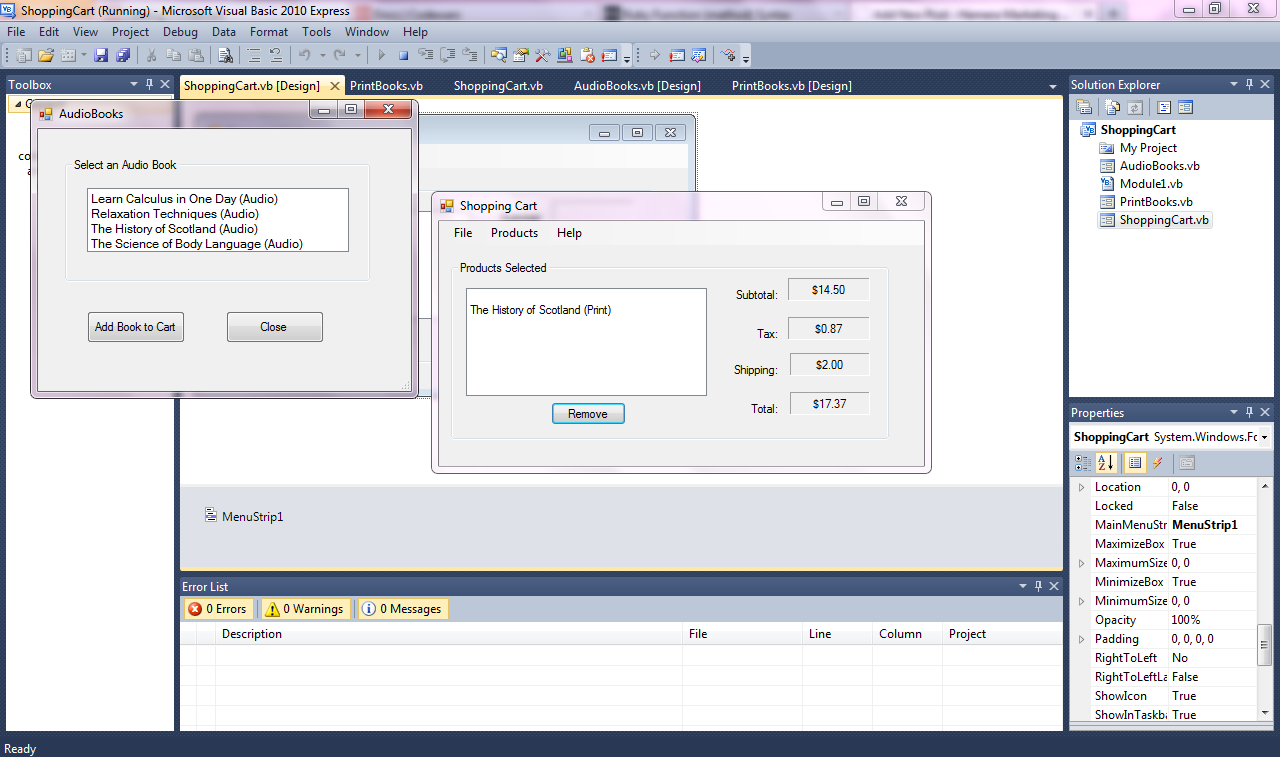 ShoppingCart (Running) - Microsoft Visual Basic 2010 Express
File Edit View Project Debug Data Format Tools Window Help
Toolbox
ShoppingCart.vb [Design] PrintBooks.vb ShoppingCart.vb AudioBooks.vb [Design] PrintBooks.vb [Design]
AudioBooks
Select an Audio Book
Learn Calculus in One Day (Audio)
Relaxation Techniques (Audio)
The History of Scotland (Audio)
The Science of Body Language (Audio)
Add Book to Cart Close
Shopping Cart
File Products Help
Products Selected
The History of Scotland (Print)
Remove
Subtotal: $14.50
Tax: $0.87
Shipping: $2.00
Total: $17.37
MenuStrip1
Error List
0 Errors 0 Warnings 0 Messages
Description File Line Column Project
Solution Explorer
ShoppingCart
My Project
AudioBooks.vb
Module1.vb
PrintBooks.vb
ShoppingCart.vb
Properties
ShoppingCart System.Windows.Fc
Location 0, 0
Locked False
MainMenuStr MenuStrip1
MaximizeBox True
MaximumSize 0, 0
MinimizeBox True
MinimumSize 0, 0
Opacity 100%
Padding 0, 0, 0, 0
RightToLeft No
RightToLeftLa False
ShowIcon True
ShowInTaskba True
Ready